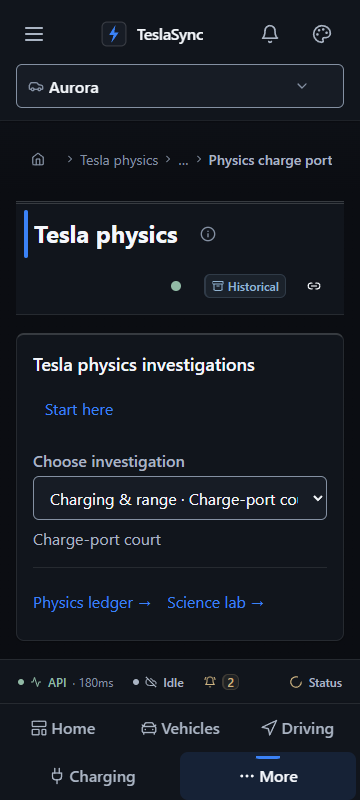 TeslaSync
Aurora
Tesla physics ... Physics charge port
Tesla physics
Historical
Tesla physics investigations
Start here
Choose investigation
Charging & range · Charge-port co
Charge-port court
Physics ledger → Science lab →
API · 180ms Idle 2 Status
Home Vehicles Driving
Charging ... More